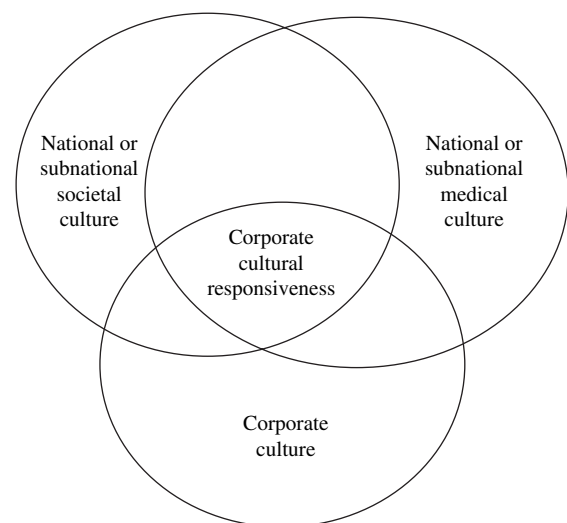 National or
subnational
societal
culture
National or
subnational
medical
culture
Corporate
cultural
responsiveness
Corporate
culture